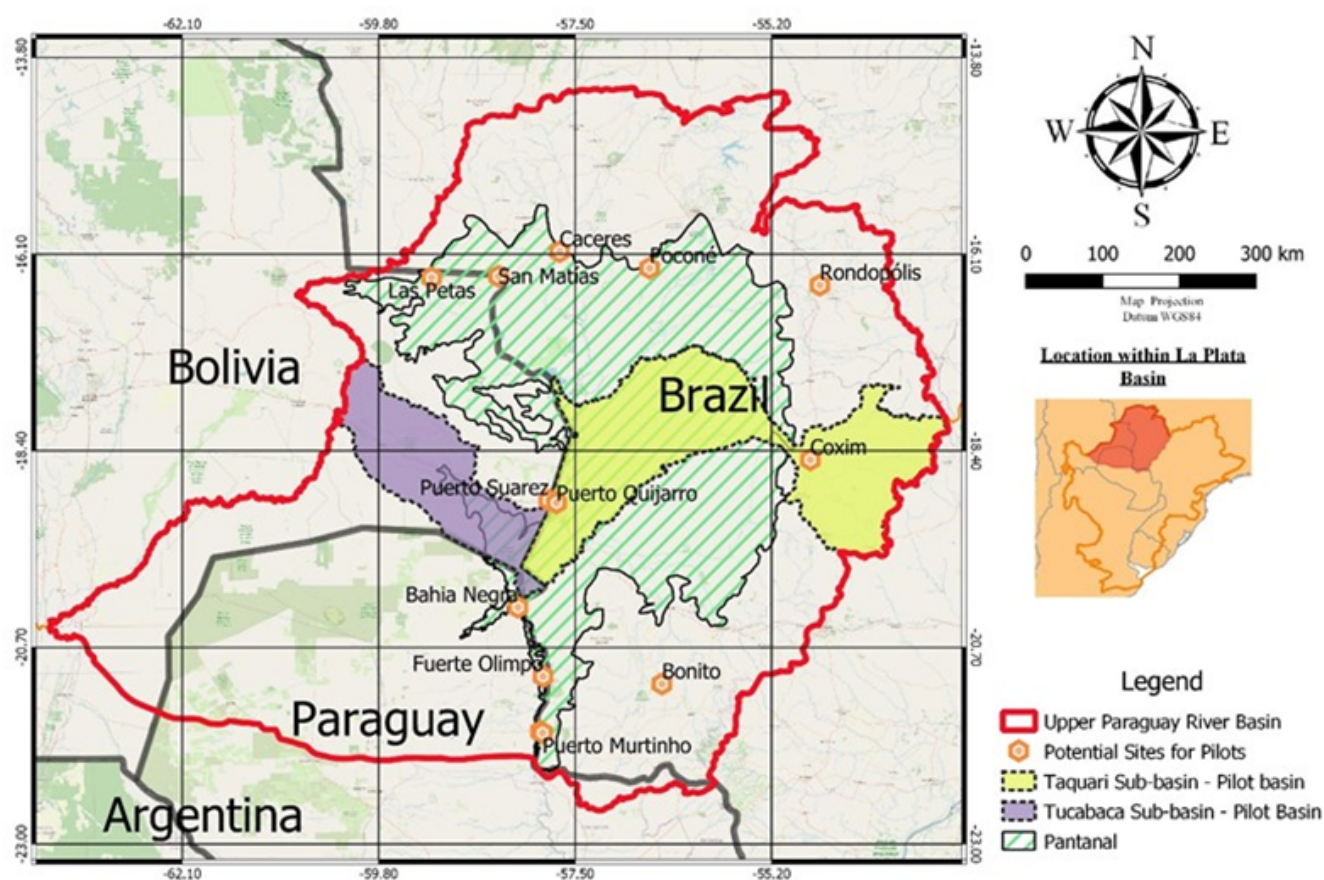 -62.10 -59.80 -57.50 -55.20
-13.80 -13.80
N
W E
S
0 100 200 300 km
Map Projection
Datum WGS84
Location within La Plata
Basin
-16.10 -16.10
Caceres
Poconé
Rondopólis
San Matias
Las Petas
Bolivia
Brazil
-18.40 -18.40
Coxim
Puerto Suarez
Puerto Quijarro
Bahia Negra
-20.70 -20.70
Fuerte Olimpo
Bonito
Paraguay
Puerto Murtinho
Argentina
-23.00 -23.00
-62.10 -59.80 -57.50 -55.20
Legend
Upper Paraguay River Basin
Potential Sites for Pilots
Taquari Sub-basin - Pilot basin
Tucabaca Sub-basin - Pilot Basin
Pantanal